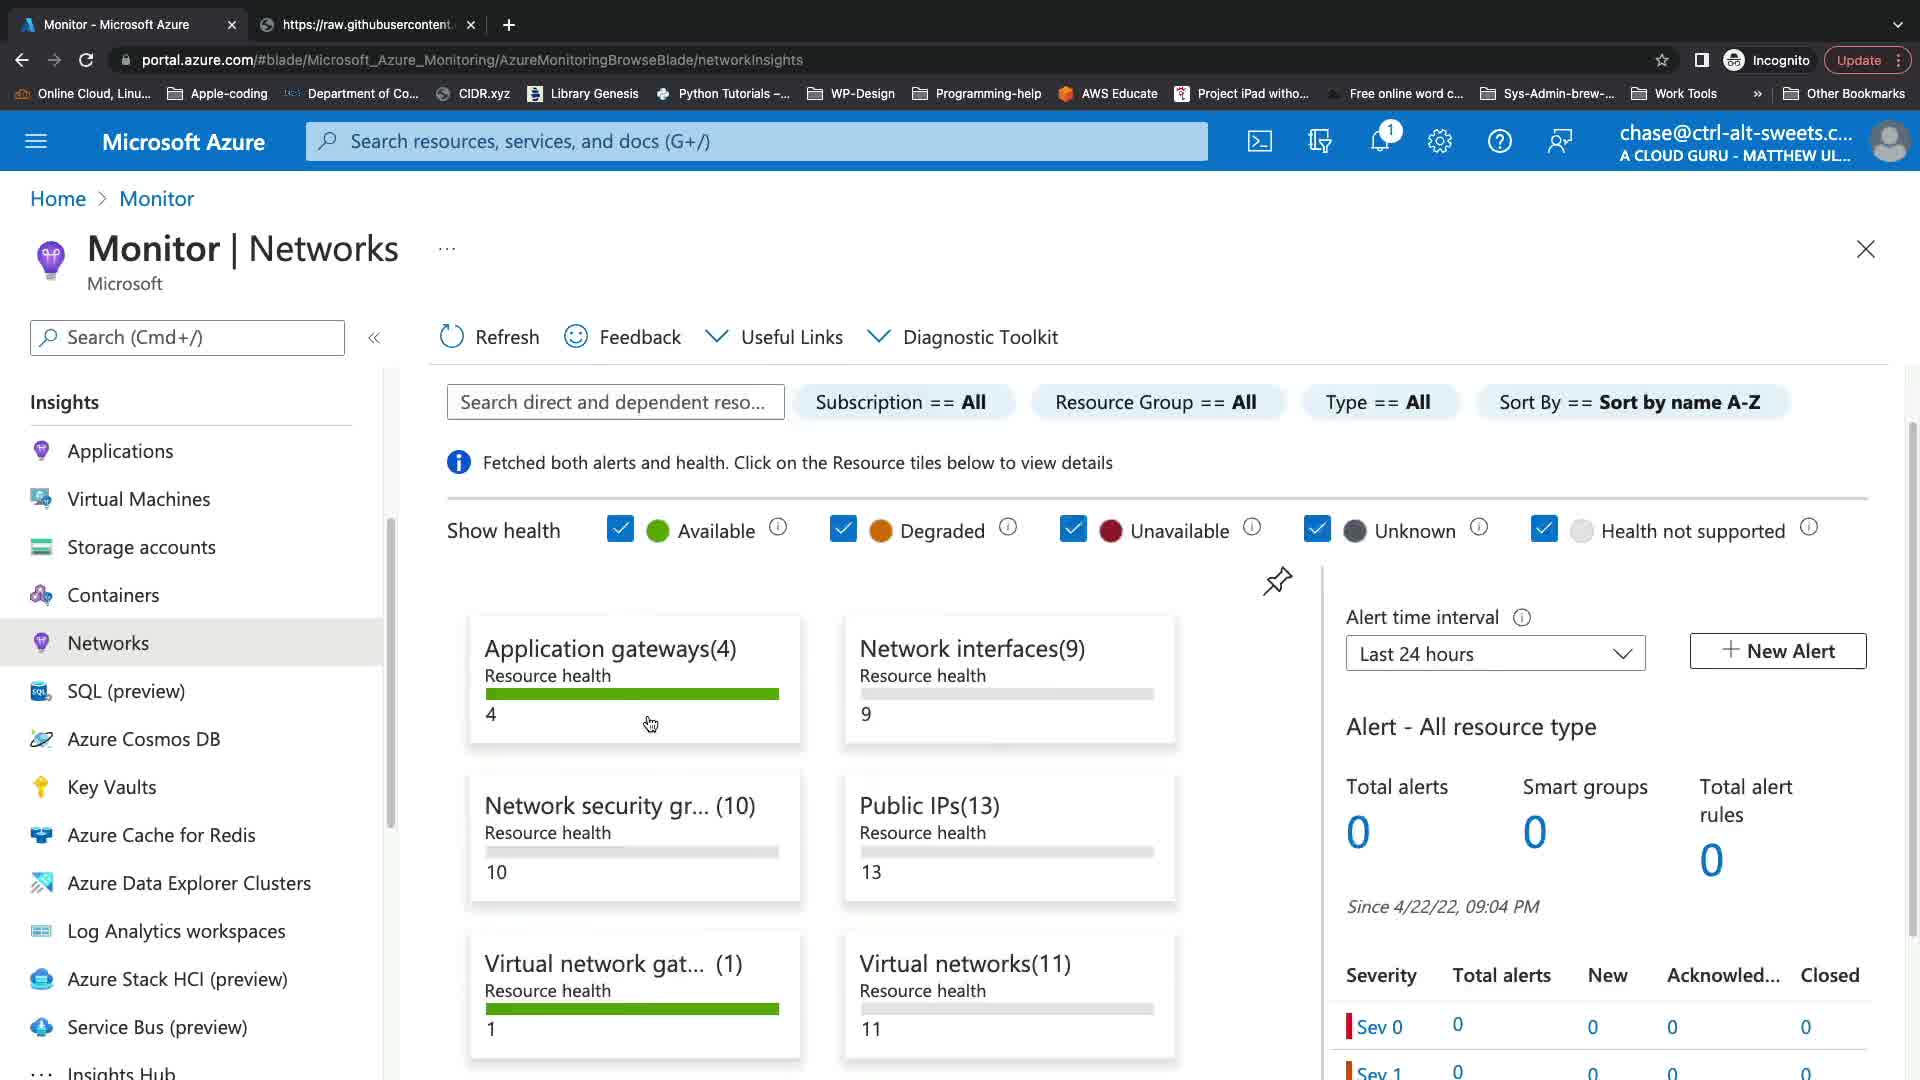 Monitor - Microsoft Azure
https://raw.githubusercontent.
portal.azure.com/#blade/Microsoft_Azure_Monitoring/AzureMonitoringBrowseBlade/networkInsights
Incognito
Update
Online Cloud, Linu...
Apple-coding
Department of Co...
CIDR.xyz
Library Genesis
Python Tutorials –...
WP-Design
Programming-help
AWS Educate
Project iPad witho...
Free online word c...
Sys-Admin-brew-...
Work Tools
»
Other Bookmarks
Microsoft Azure
Search resources, services, and docs (G+/)
1
chase@ctrl-alt-sweets.c...
A CLOUD GURU - MATTHEW UL...
Home > Monitor
Monitor | Networks ...
Microsoft
Search (Cmd+/)
«
Refresh
Feedback
Useful Links
Diagnostic Toolkit
Insights
Applications
Virtual Machines
Storage accounts
Containers
Networks
SQL (preview)
Azure Cosmos DB
Key Vaults
Azure Cache for Redis
Azure Data Explorer Clusters
Log Analytics workspaces
Azure Stack HCI (preview)
Service Bus (preview)
... Insights Hub
Search direct and dependent reso...
Subscription == All
Resource Group == All
Type == All
Sort By == Sort by name A-Z
Fetched both alerts and health. Click on the Resource tiles below to view details
Show health
Available
Degraded
Unavailable
Unknown
Health not supported
Application gateways(4)
Resource health
4
Network interfaces(9)
Resource health
9
Network security gr... (10)
Resource health
10
Public IPs(13)
Resource health
13
Virtual network gat... (1)
Resource health
1
Virtual networks(11)
Resource health
11
Alert time interval
Last 24 hours
+ New Alert
Alert - All resource type
Total alerts
0
Smart groups
0
Total alert
rules
0
Since 4/22/22, 09:04 PM
Severity Total alerts New Acknowled... Closed
Sev 0 0 0 0 0
Sev 1 0 0 0 0